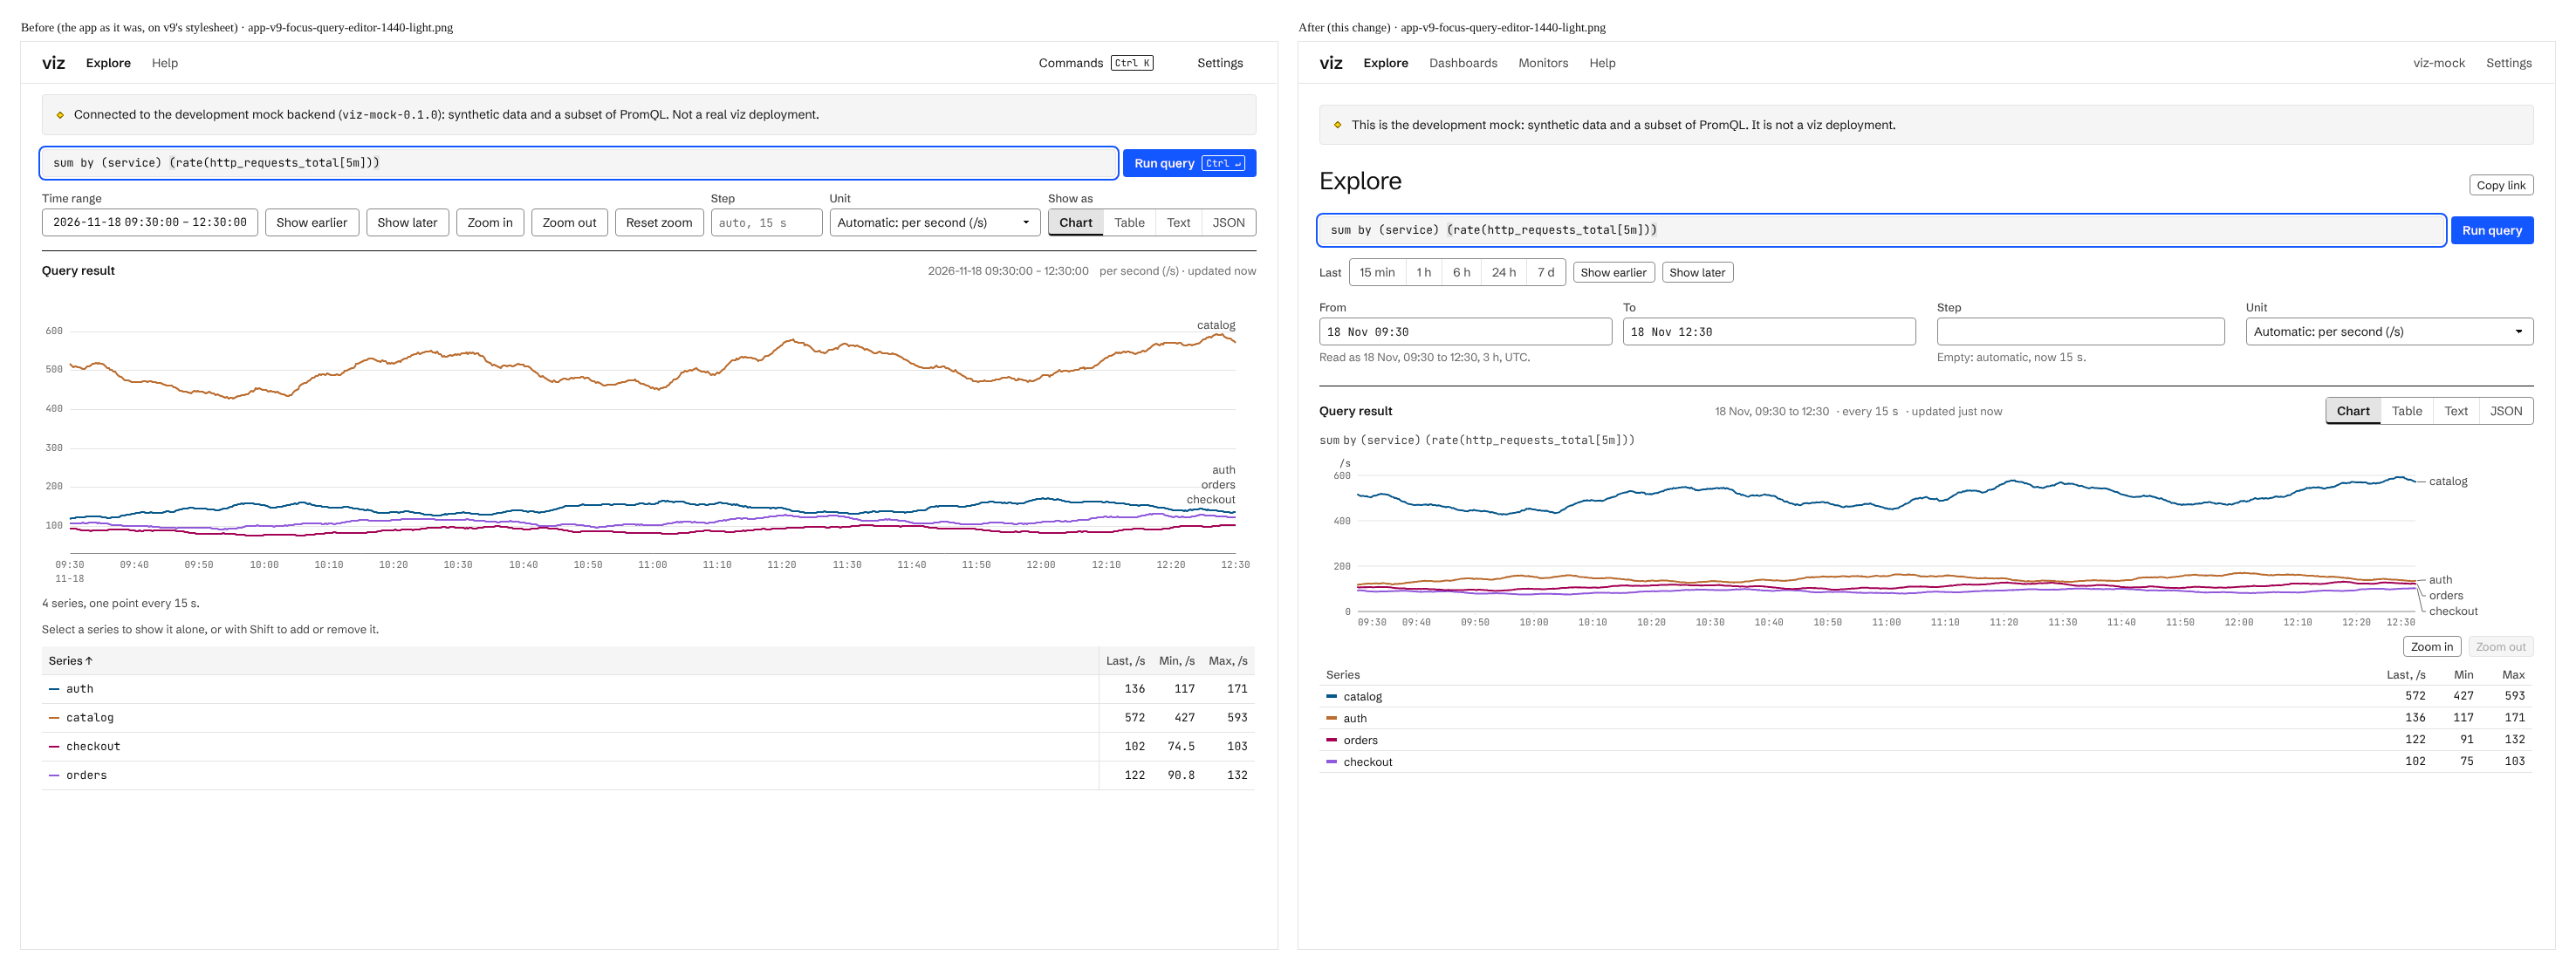 Before (the app as it was, on v9's stylesheet) · app-v9-focus-query-editor-1440-light.png
viz Explore Help Commands Ctrl K Settings
Connected to the development mock backend (viz-mock-0.1.0): synthetic data and a subset of PromQL. Not a real viz deployment.
sum by (service) (rate(http_requests_total[5m])) Run query Ctrl ↵
Time range Step Unit Show as
2026-11-18 09:30:00 – 12:30:00 Show earlier Show later Zoom in Zoom out Reset zoom auto, 15 s Automatic: per second (/s) Chart Table Text JSON
Query result 2026-11-18 09:30:00 – 12:30:00 per second (/s) · updated now
600 catalog
500
400
300
auth
200 orders
checkout
100
09:30 09:40 09:50 10:00 10:10 10:20 10:30 10:40 10:50 11:00 11:10 11:20 11:30 11:40 11:50 12:00 12:10 12:20 12:30
11-18
4 series, one point every 15 s.
Select a series to show it alone, or with Shift to add or remove it.
Series ↑ Last, /s Min, /s Max, /s
auth 136 117 171
catalog 572 427 593
checkout 102 74.5 103
orders 122 90.8 132
After (this change) · app-v9-focus-query-editor-1440-light.png
viz Explore Dashboards Monitors Help viz-mock Settings
This is the development mock: synthetic data and a subset of PromQL. It is not a viz deployment.
Explore Copy link
sum by (service) (rate(http_requests_total[5m])) Run query
Last 15 min 1 h 6 h 24 h 7 d Show earlier Show later
From To Step Unit
18 Nov 09:30 18 Nov 12:30 Automatic: per second (/s)
Read as 18 Nov, 09:30 to 12:30, 3 h, UTC. Empty: automatic, now 15 s.
Query result 18 Nov, 09:30 to 12:30 · every 15 s · updated just now Chart Table Text JSON
sum by (service) (rate(http_requests_total[5m]))
/s
600 catalog
400
200
auth
orders
0 checkout
09:30 09:40 09:50 10:00 10:10 10:20 10:30 10:40 10:50 11:00 11:10 11:20 11:30 11:40 11:50 12:00 12:10 12:20 12:30
Zoom in Zoom out
Series Last, /s Min Max
catalog 572 427 593
auth 136 117 171
orders 122 91 132
checkout 102 75 103